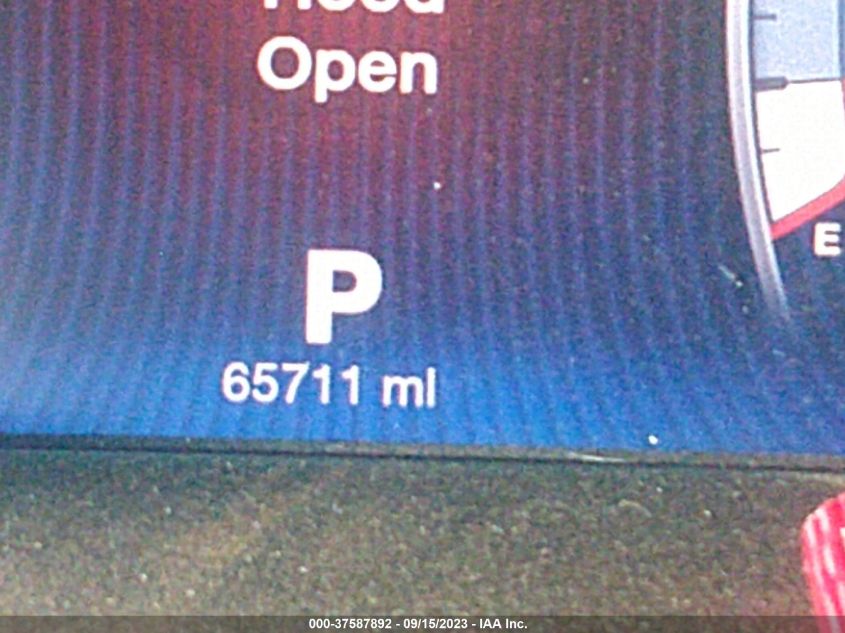 Open
E
P
65711 mi
000-37587892 - 09/15/2023 - IAA Inc.